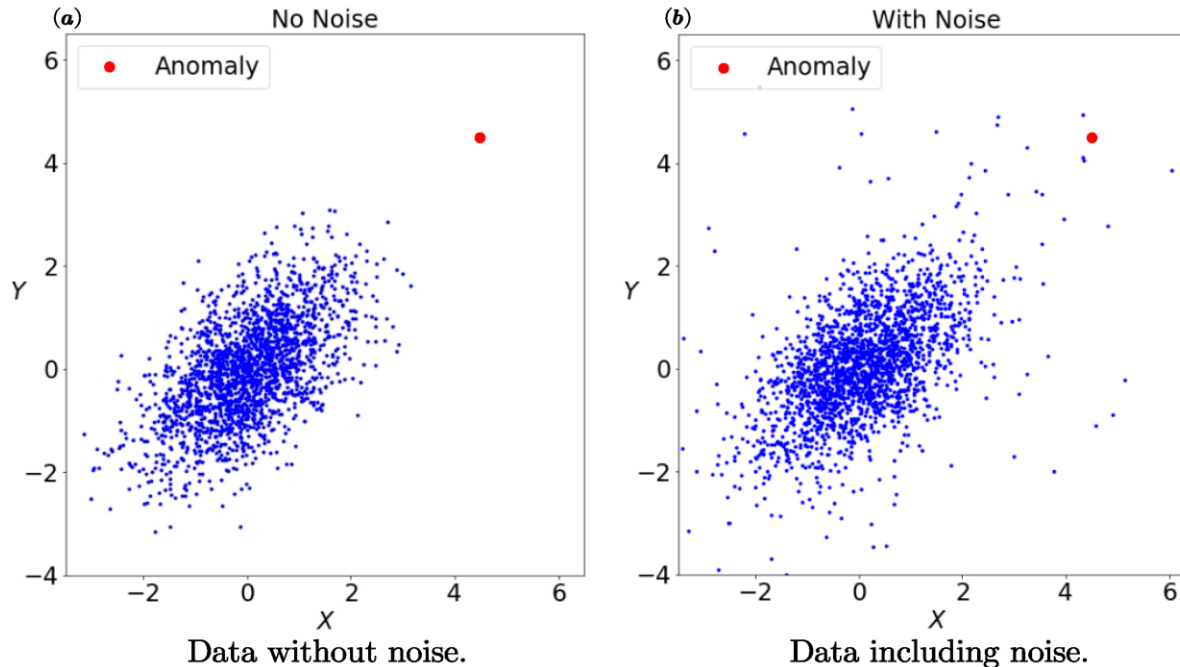 (a) No Noise
Anomaly
6
4
2
0
−2
−4
Y
−2 0 2 4 6
X
Data without noise.
(b) With Noise
Anomaly
6
4
2
0
−2
−4
Y
−2 0 2 4 6
X
Data including noise.